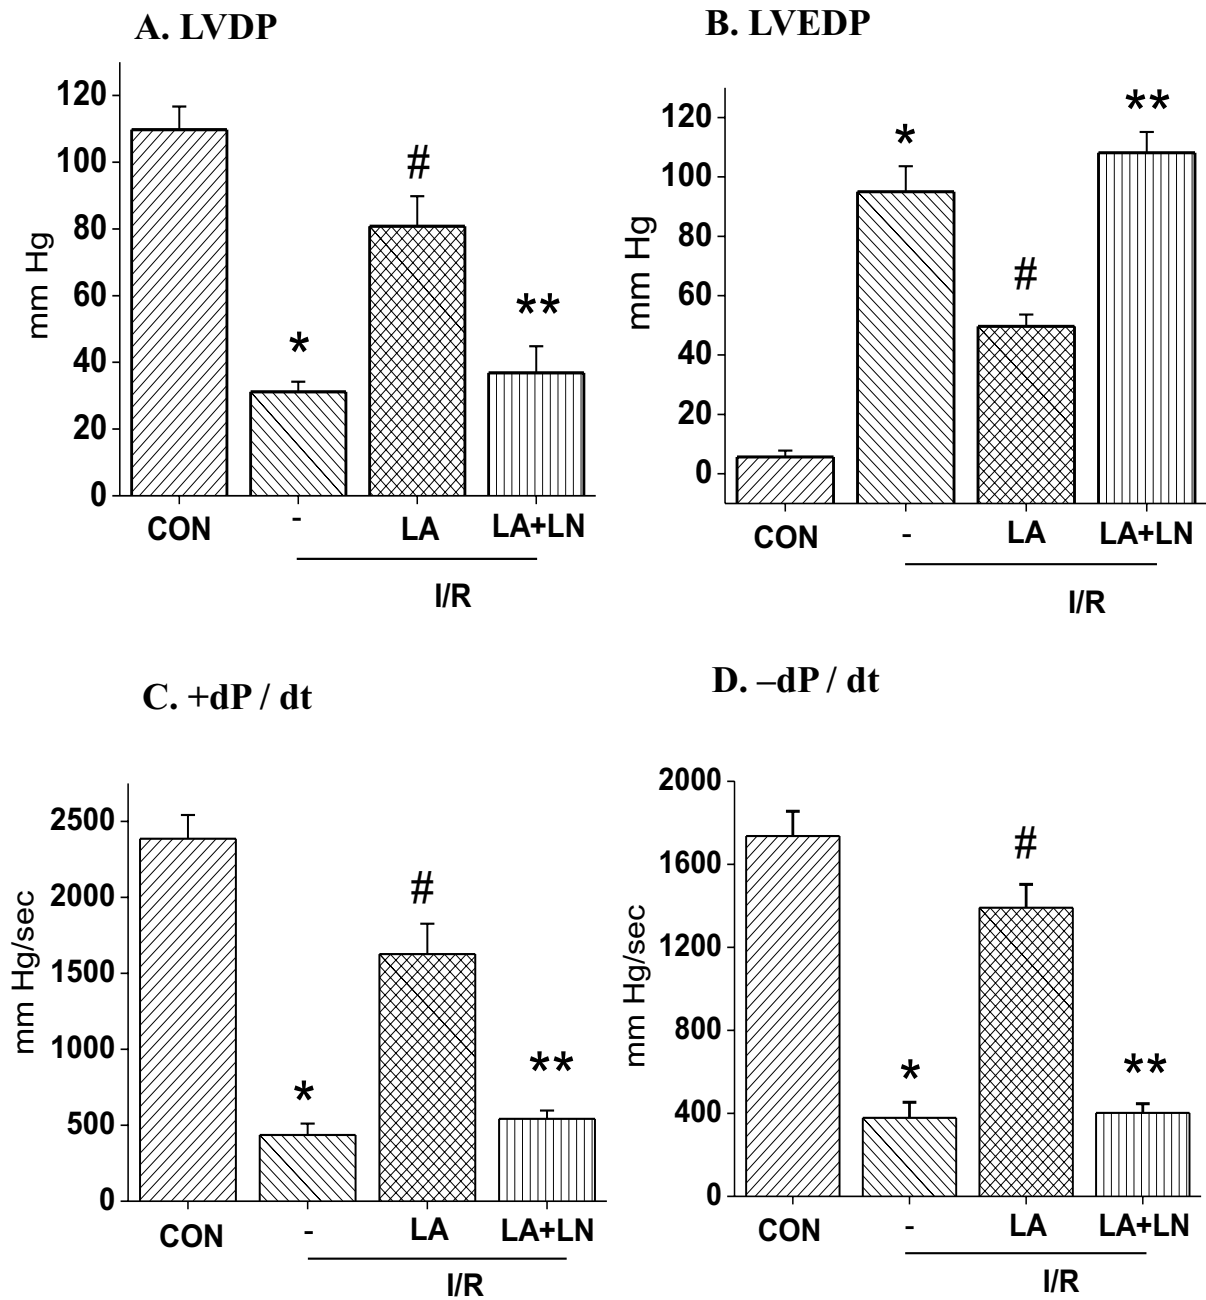 A. LVDP
mm Hg
120
100
80
60
40
20
0
#
*
**
CON - LA LA+LN
I/R
B. LVEDP
mm Hg
120
100
80
60
40
20
0
*
#
**
CON - LA LA+LN
I/R
C. +dP / dt
mm Hg/sec
2500
2000
1500
1000
500
0
*
#
**
CON - LA LA+LN
I/R
D. –dP / dt
mm Hg/sec
2000
1600
1200
800
400
0
*
#
**
CON - LA LA+LN
I/R